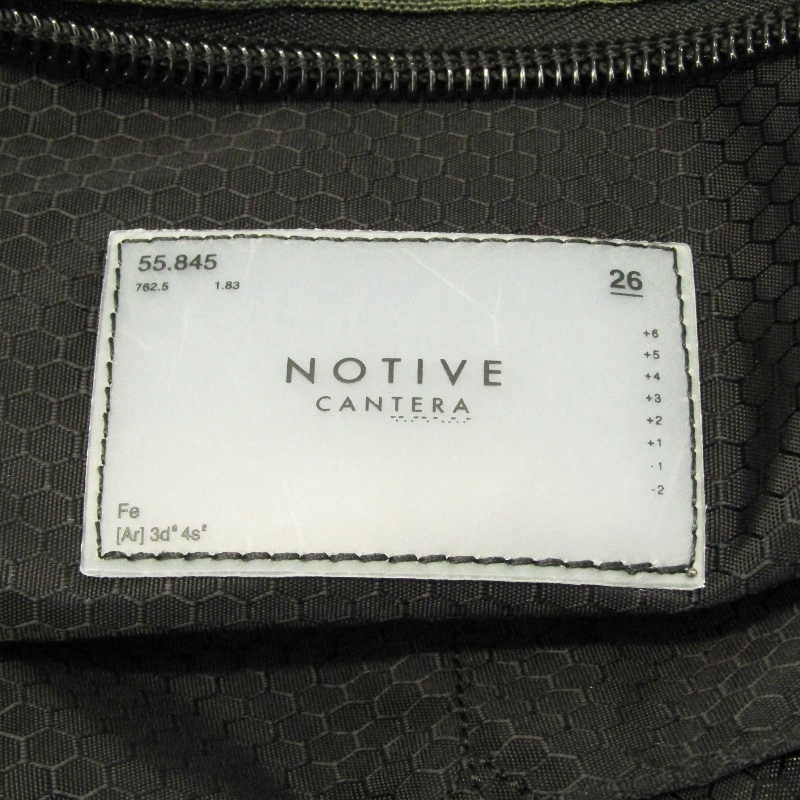 55.845
26
762.5 1.83
+6
+5
+4
+3
+2
+1
-1
-2
NOTIVE
CANTERA
Fe
[Ar] 3d⁶ 4s²